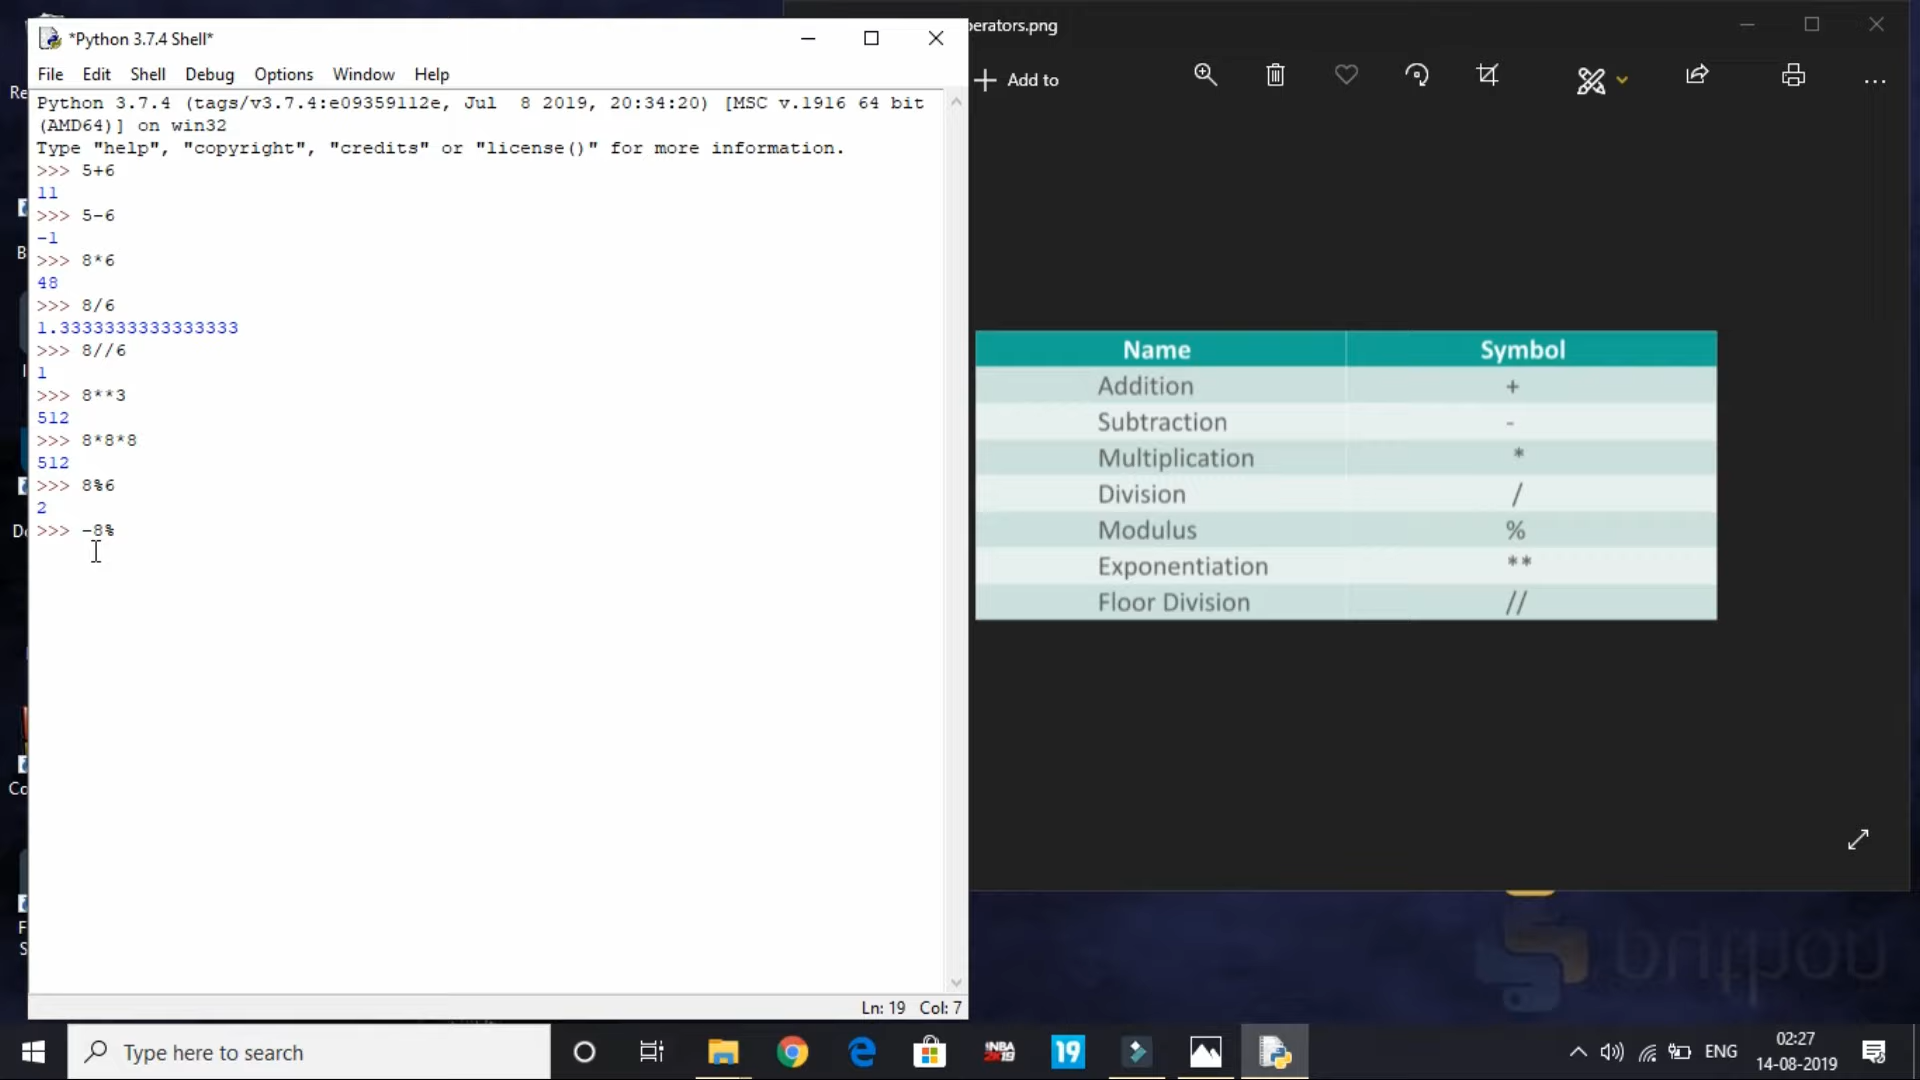 *Python 3.7.4 Shell*
File Edit Shell Debug Options Window Help
Python 3.7.4 (tags/v3.7.4:e09359112e, Jul  8 2019, 20:34:20) [MSC v.1916 64 bit
(AMD64)] on win32
Type "help", "copyright", "credits" or "license()" for more information.
>>> 5+6
11
>>> 5-6
-1
>>> 8*6
48
>>> 8/6
1.3333333333333333
>>> 8//6
1
>>> 8**3
512
>>> 8*8*8
512
>>> 8%6
2
>>> -8%
Ln: 19 Col: 7
perators.png
Add to
Name Symbol
Addition +
Subtraction -
Multiplication *
Division /
Modulus %
Exponentiation **
Floor Division //
python
Type here to search
NBA 2K19
19
ENG
02:27
14-08-2019